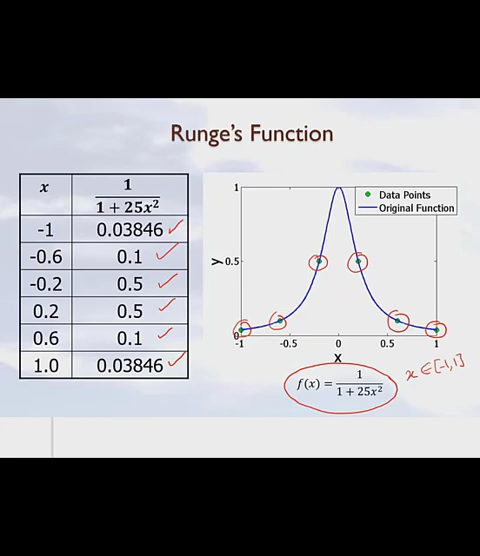 Runge's Function
x 1/(1 + 25x²)
-1 0.03846 ✓
-0.6 0.1 ✓
-0.2 0.5 ✓
0.2 0.5 ✓
0.6 0.1 ✓
1.0 0.03846 ✓
Data Points
Original Function
1
0.5
0
y
-1 -0.5 0 0.5 1
x
f(x) = 1/(1 + 25x²)
x ∈ [-1, 1]